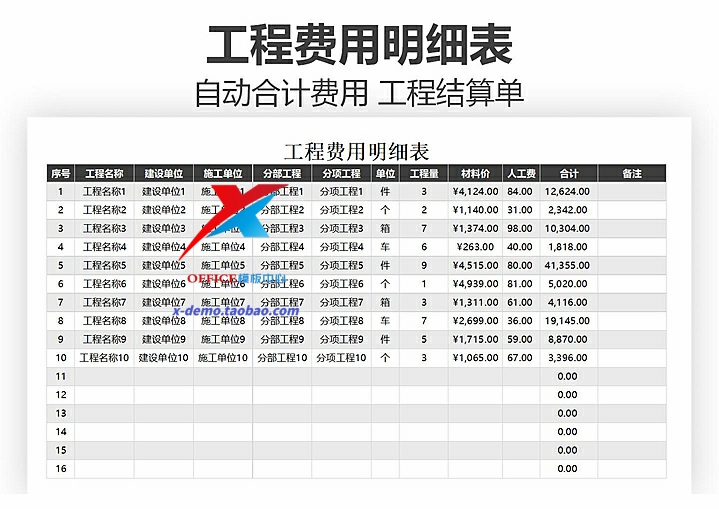 工程费用明细表
自动合计费用 工程结算单
工程费用明细表
序号 工程名称 建设单位 施工单位 分部工程 分项工程 单位 工程量 材料价 人工费 合计 备注
1 工程名称1 建设单位1 施 1 部工程1 分项工程1 件 3 ¥4,124.00 84.00 12,624.00
2 工程名称2 建设单位2 施 分部工程2 分项工程2 个 2 ¥1,140.00 31.00 2,342.00
3 工程名称3 建设单位3 分部工程3 分项工程3 箱 7 ¥1,374.00 98.00 10,304.00
4 工程名称4 建设单位4 施工单位4 分部工程4 分项工程4 车 6 ¥263.00 40.00 1,818.00
5 工程名称5 建设单位5 施工单位5 分部工程5 分项工程5 件 9 ¥4,515.00 80.00 41,355.00
OFFICE模板中心
6 工程名称6 建设单位6 施工单位6 分部工程6 分项工程6 个 1 ¥4,939.00 81.00 5,020.00
7 工程名称7 建设单位7 施工单位7 分部工程7 分项工程7 箱 3 ¥1,311.00 61.00 4,116.00
x-demo.taobao.com
8 工程名称8 建设单位8 施工单位8 分部工程8 分项工程8 车 7 ¥2,699.00 36.00 19,145.00
9 工程名称9 建设单位9 施工单位9 分部工程9 分项工程9 件 5 ¥1,715.00 59.00 8,870.00
10 工程名称10 建设单位10 施工单位10 分部工程10 分项工程10 个 3 ¥1,065.00 67.00 3,396.00
11 0.00
12 0.00
13 0.00
14 0.00
15 0.00
16 0.00